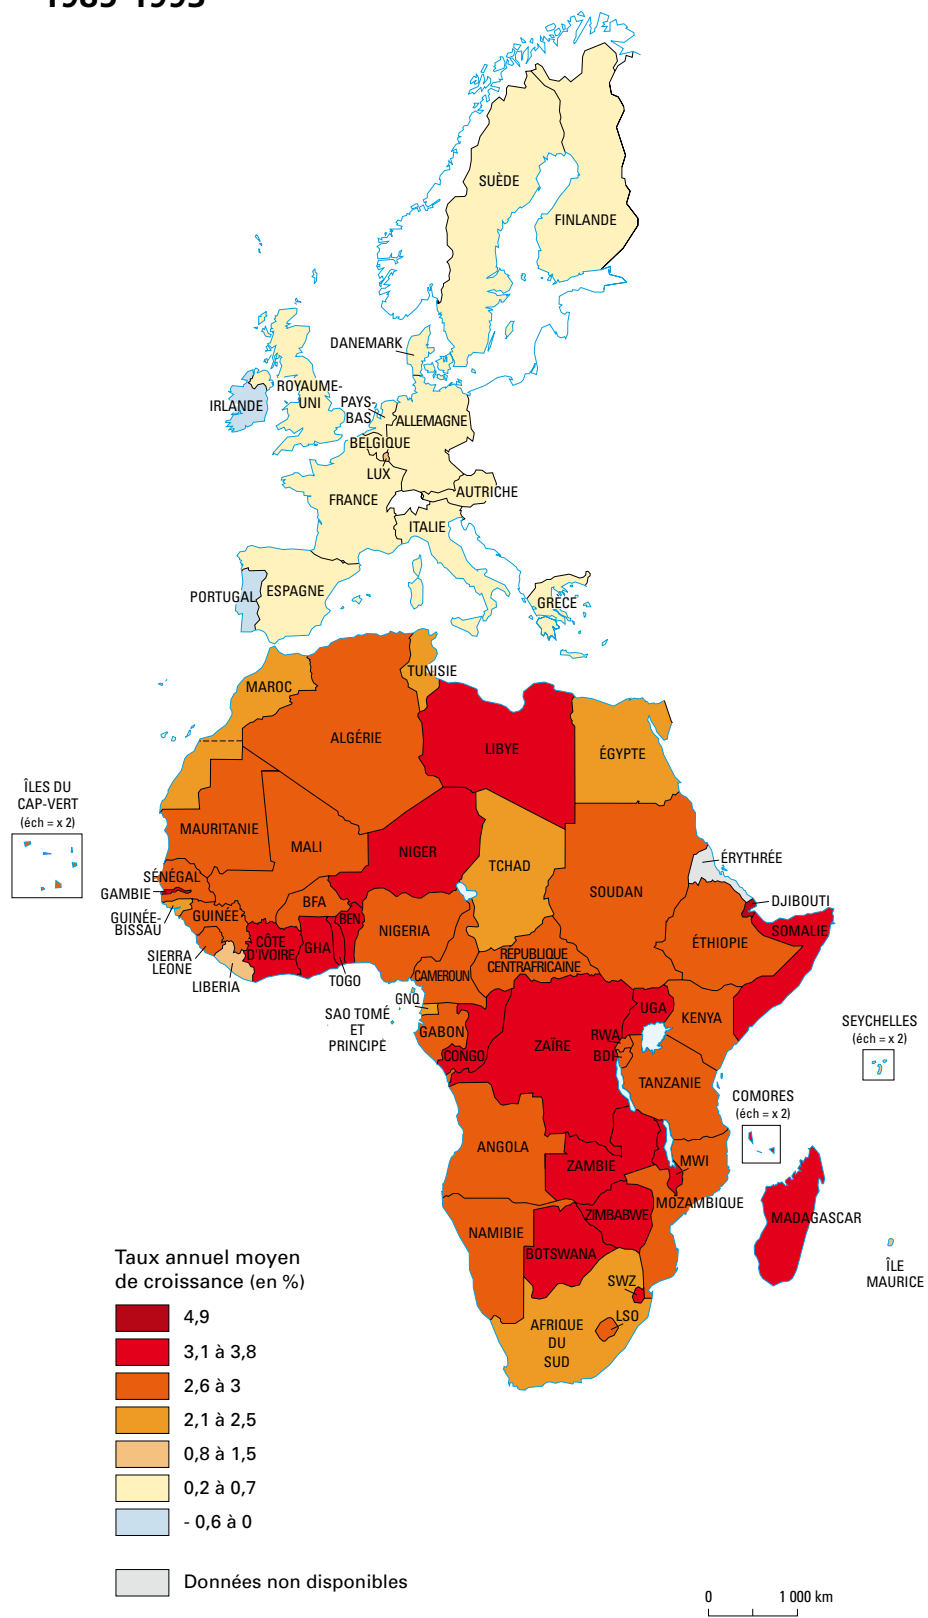 1985-1993
SUÈDE
FINLANDE
DANEMARK
ROYAUME-
UNI
IRLANDE
PAYS-
BAS
ALLEMAGNE
BELGIQUE
LUX
FRANCE
AUTRICHE
ITALIE
PORTUGAL
ESPAGNE
GRÈCE
TUNISIE
MAROC
ALGÉRIE
LIBYE
ÉGYPTE
ÎLES DU
CAP-VERT
(éch = x 2)
MAURITANIE
MALI
NIGER
TCHAD
SOUDAN
ÉRYTHRÉE
SÉNÉGAL
GAMBIE
GUINÉE-
BISSAU
GUINÉE
BFA
BEN
NIGERIA
DJIBOUTI
SOMALIE
ÉTHIOPIE
SIERRA
LEONE
LIBERIA
CÔTE
D'IVOIRE
GHA
TOGO
CAMEROUN
RÉPUBLIQUE
CENTRAFRICAINE
GNQ
SAO TOMÉ
ET
PRINCIPE
GABON
CONGO
ZAÏRE
UGA
KENYA
RWA
BDI
TANZANIE
SEYCHELLES
(éch = x 2)
COMORES
(éch = x 2)
ANGOLA
ZAMBIE
MWI
MOZAMBIQUE
NAMIBIE
ZIMBABWE
BOTSWANA
MADAGASCAR
ÎLE
MAURICE
SWZ
LSO
AFRIQUE
DU
SUD
Taux annuel moyen
de croissance (en %)
4,9
3,1 à 3,8
2,6 à 3
2,1 à 2,5
0,8 à 1,5
0,2 à 0,7
- 0,6 à 0
Données non disponibles
0 1 000 km